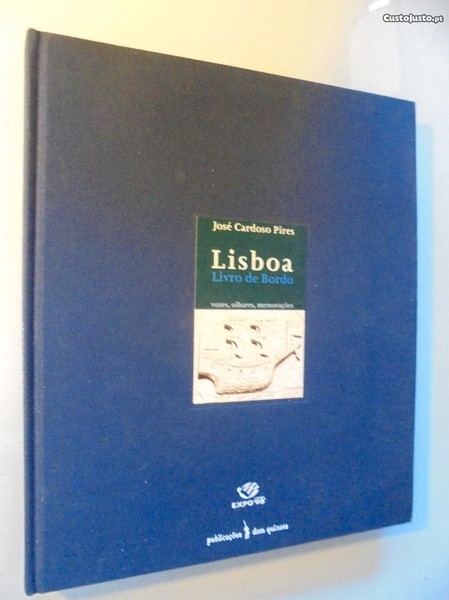 CustoJusto.pt
José Cardoso Pires
Lisboa
Livro de Bordo
vozes, olhares, memorações
EXPO'98
publicações dom quixote